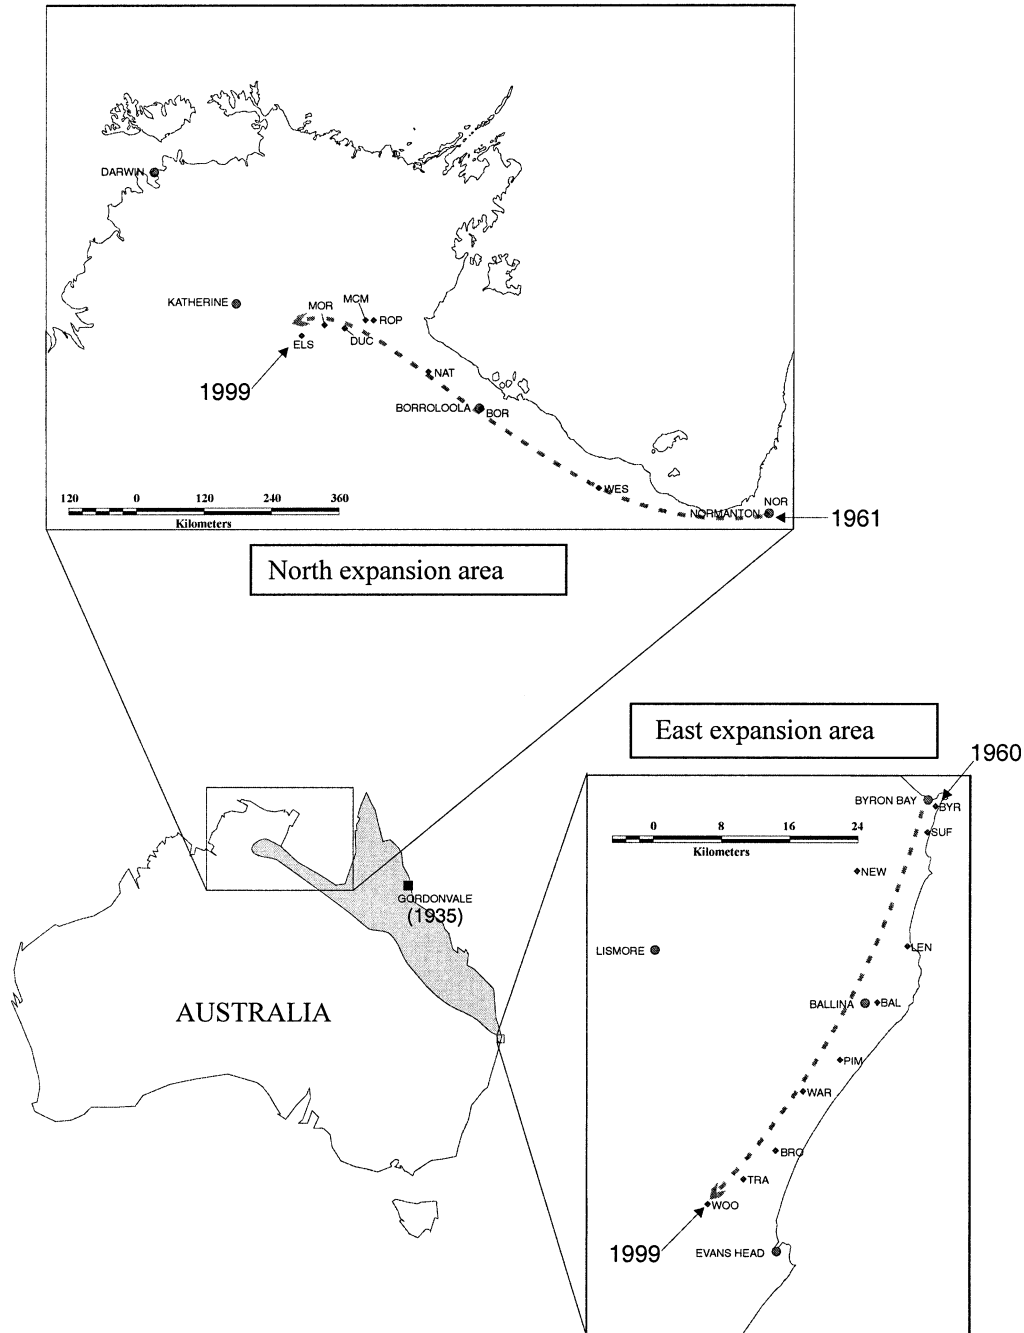 DARWIN
KATHERINE
MOR
MCM
ROP
DUC
ELS
1999
NAT
BORROLOOLA
BOR
WES
NOR
NORMANTON
1961
120 0 120 240 360
Kilometers
North expansion area
East expansion area
1960
BYRON BAY
BYR
SUF
0 8 16 24
Kilometers
NEW
GORDONVALE
(1935)
LISMORE
LEN
AUSTRALIA
BALLINA
BAL
PIM
WAR
BRO
TRA
WOO
1999
EVANS HEAD